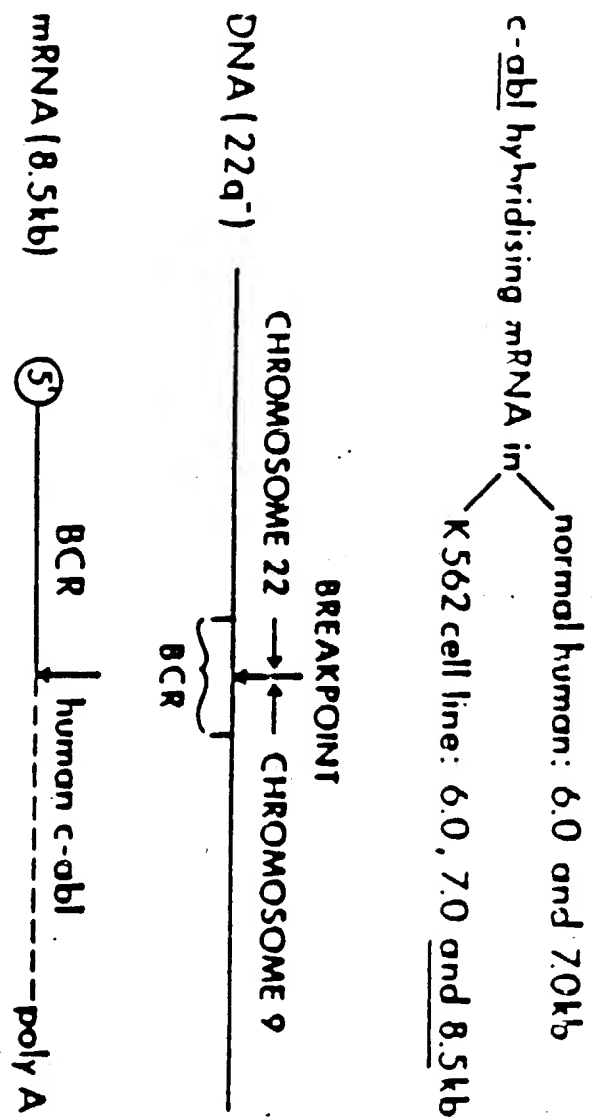 c-abl hybridising mRNA in
normal human: 6.0 and 7.0kb
K562 cell line: 6.0, 7.0 and 8.5kb
BREAKPOINT
CHROMOSOME 22 → ← CHROMOSOME 9
DNA (22q⁻)
BCR
BCR human c-abl
mRNA (8.5kb) 5' poly A